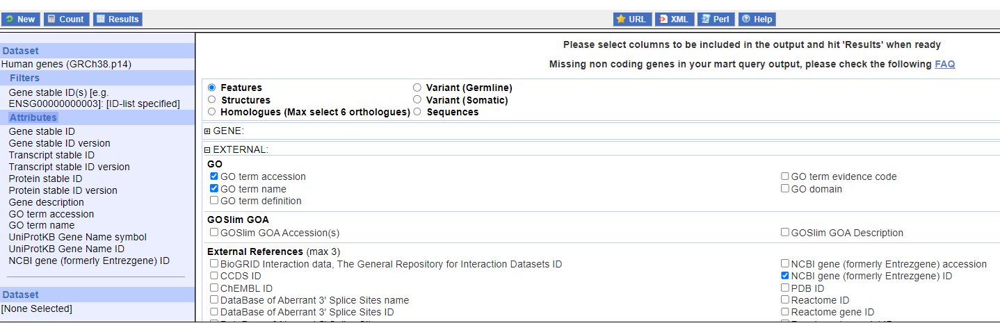 New Count Results URL XML Perl Help
Dataset
Human genes (GRCh38.p14)
Filters
Gene stable ID(s) [e.g.
ENSG00000000003]: [ID-list specified]
Attributes
Gene stable ID
Gene stable ID version
Transcript stable ID
Transcript stable ID version
Protein stable ID
Protein stable ID version
Gene description
GO term accession
GO term name
UniProtKB Gene Name symbol
UniProtKB Gene Name ID
NCBI gene (formerly Entrezgene) ID
Dataset
[None Selected]
Please select columns to be included in the output and hit 'Results' when ready
Missing non coding genes in your mart query output, please check the following FAQ
Features Variant (Germline)
Structures Variant (Somatic)
Homologues (Max select 6 orthologues) Sequences
GENE:
EXTERNAL:
GO
GO term accession GO term evidence code
GO term name GO domain
GO term definition
GOSlim GOA
GOSlim GOA Accession(s) GOSlim GOA Description
External References (max 3)
BioGRID Interaction data, The General Repository for Interaction Datasets ID NCBI gene (formerly Entrezgene) accession
CCDS ID NCBI gene (formerly Entrezgene) ID
ChEMBL ID PDB ID
DataBase of Aberrant 3' Splice Sites name Reactome ID
DataBase of Aberrant 3' Splice Sites ID Reactome gene ID